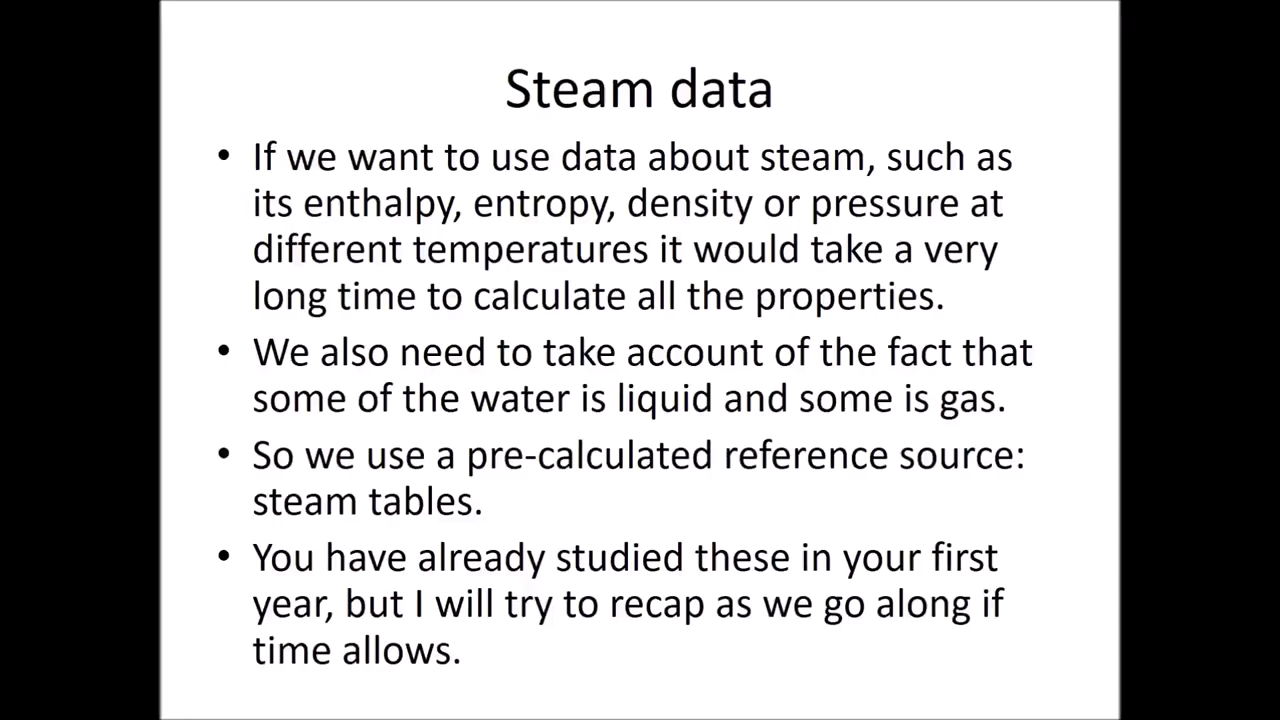 Steam data
• If we want to use data about steam, such as
its enthalpy, entropy, density or pressure at
different temperatures it would take a very
long time to calculate all the properties.
• We also need to take account of the fact that
some of the water is liquid and some is gas.
• So we use a pre-calculated reference source:
steam tables.
• You have already studied these in your first
year, but I will try to recap as we go along if
time allows.